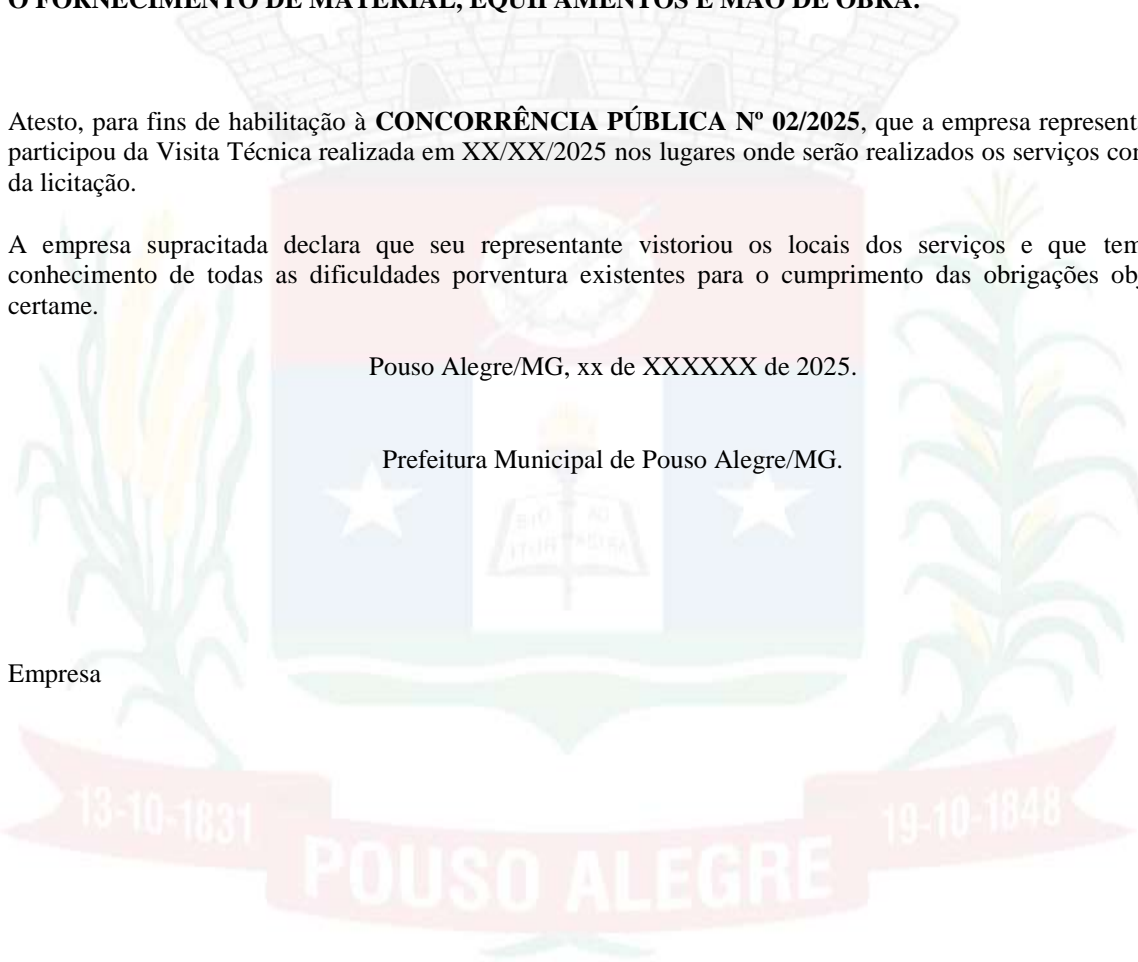 O FORNECIMENTO DE MATERIAL, EQUIPAMENTOS E MÃO DE OBRA.
Atesto, para fins de habilitação à CONCORRÊNCIA PÚBLICA Nº 02/2025, que a empresa
participou da Visita Técnica realizada em XX/XX/2025 nos lugares onde serão realizados os serviços
da licitação.
A empresa supracitada declara que seu representante vistoriou os locais dos serviços e que tem
conhecimento de todas as dificuldades porventura existentes para o cumprimento das obrigações
certame.
Pouso Alegre/MG, xx de XXXXXX de 2025.
Prefeitura Municipal de Pouso Alegre/MG.
Empresa
13-10-1831
19-10-1848
POUSO ALEGRE